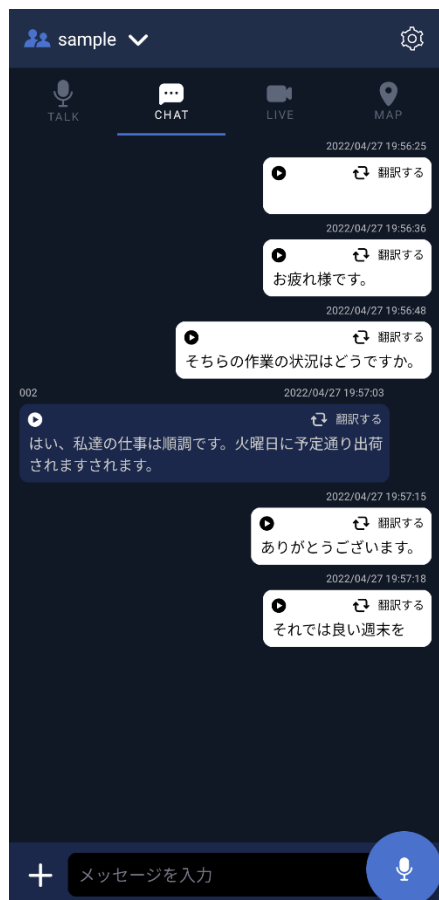 sample
TALK
CHAT
LIVE
MAP
2022/04/27 19:56:25
翻訳する
2022/04/27 19:56:36
翻訳する
お疲れ様です。
2022/04/27 19:56:48
翻訳する
そちらの作業の状況はどうですか。
002
2022/04/27 19:57:03
翻訳する
はい、私達の仕事は順調です。火曜日に予定通り出荷
されますされます。
2022/04/27 19:57:15
翻訳する
ありがとうございます。
2022/04/27 19:57:18
翻訳する
それでは良い週末を
メッセージを入力